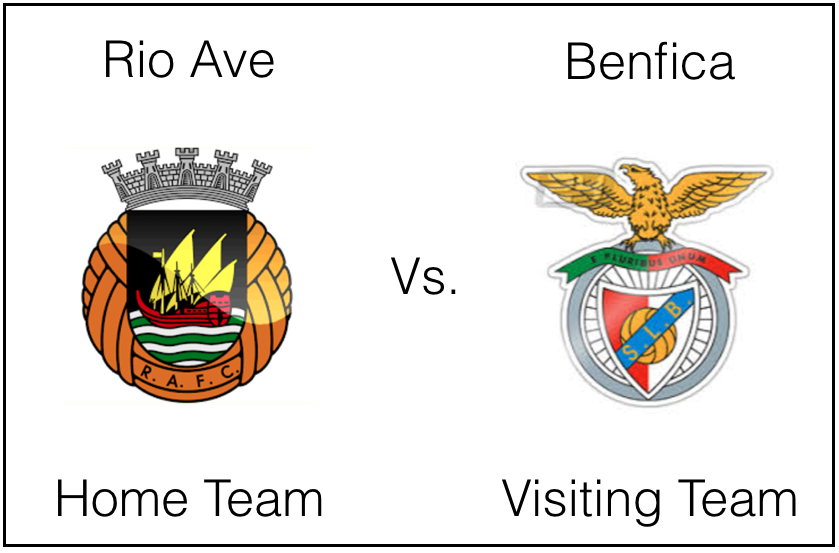 Rio Ave
Benfica
R. A. F. C.
E PLURIBUS UNUM
S. L. B.
Vs.
Home Team
Visiting Team